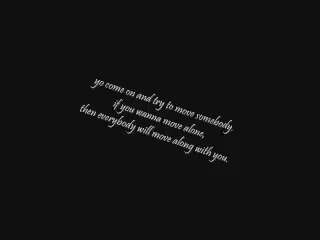 yo come on and try to move somebody.
if you wanna move alone,
then everybody will move along with you.